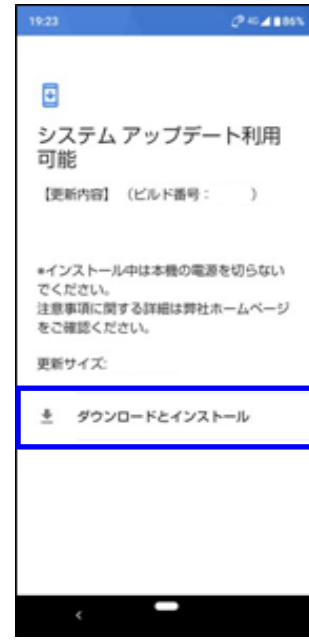 19:23 4G 86%
システム アップデート利用
可能
【更新内容】（ビルド番号：　　）
*インストール中は本機の電源を切らない
でください。
注意事項に関する詳細は弊社ホームページ
をご確認ください。
更新サイズ:
ダウンロードとインストール